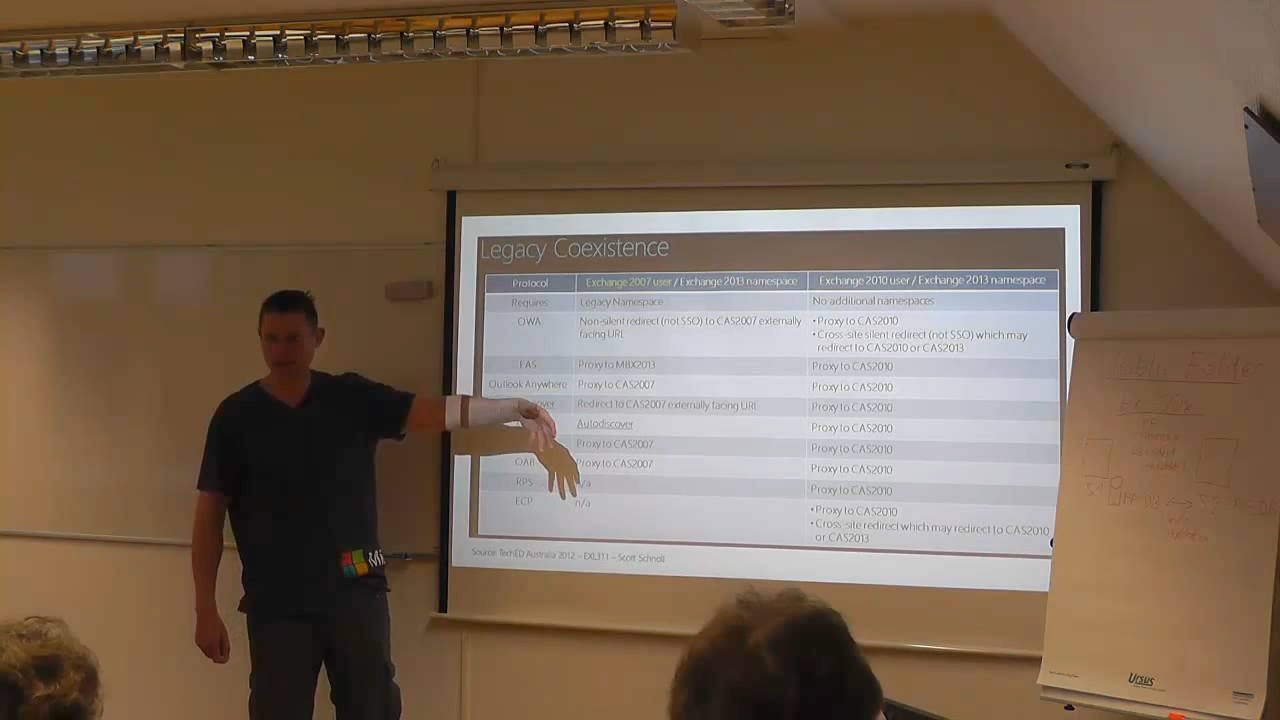 Legacy Coexistence
Protocol
Exchange 2007 user / Exchange 2013 namespace
Exchange 2010 user / Exchange 2013 namespace
Requires
Legacy Namespace
No additional namespaces
OWA
Non-silent redirect (not SSO) to CAS2007 externally
facing URL
• Proxy to CAS2010
• Cross-site silent redirect (not SSO) which may
redirect to CAS2010 or CAS2013
EAS
Proxy to MBX2013
Proxy to CAS2010
Outlook Anywhere
Proxy to CAS2007
Proxy to CAS2010
Redirect to CAS2007 externally facing URL
Proxy to CAS2010
Autodiscover
Proxy to CAS2010
Proxy to CAS2007
Proxy to CAS2010
OAB
Proxy to CAS2007
Proxy to CAS2010
RPS
n/a
Proxy to CAS2010
ECP
n/a
• Proxy to CAS2010
• Cross-site redirect which may redirect to CAS2010
or CAS2013
Source: TechED Australia 2012 – EXL311 – Scott Schnoll
Ursus